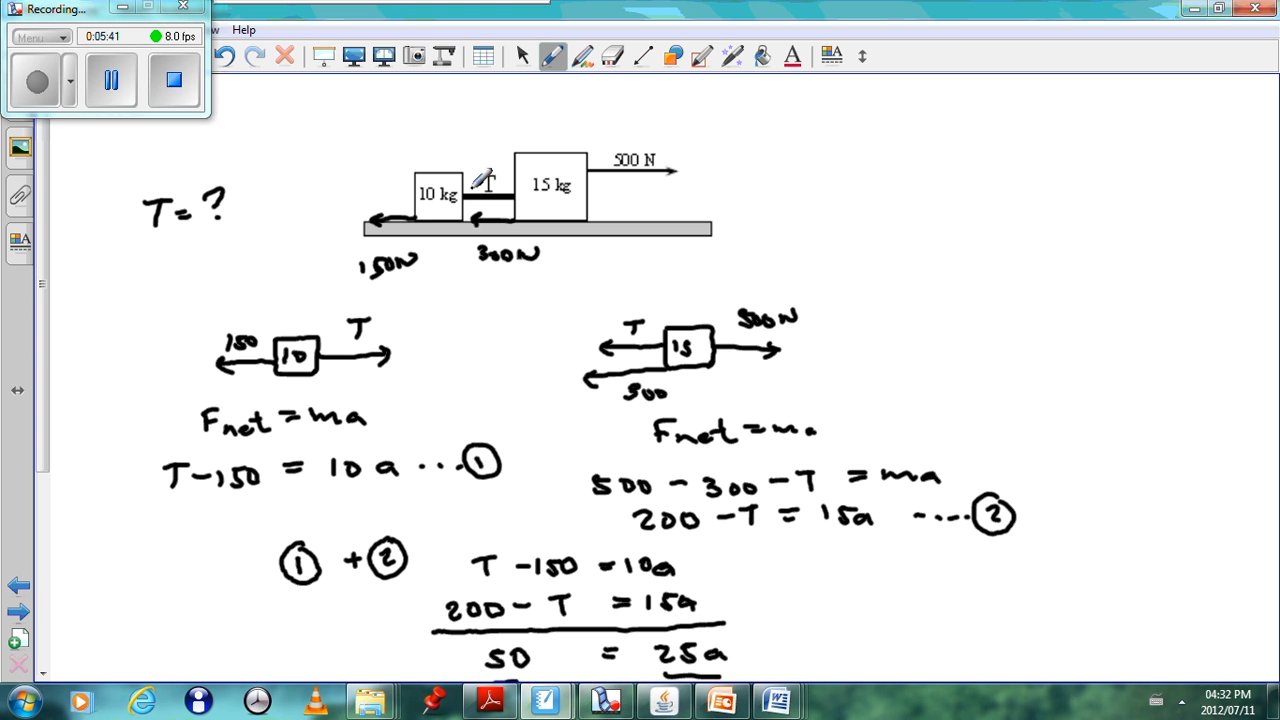 Recording...
Menu
0:05:41
8.0 fps
Help
500 N
10 kg
T
15 kg
T = ?
150N
300N
150
10
T
T
15
500N
300
Fnet = ma
Fnet = ma
T - 150 = 10a ....①
500 - 300 - T = ma
200 - T = 15a ....②
① + ②
T - 150 = 10a
200 - T = 15a
50 = 25a
04:32 PM
2012/07/11